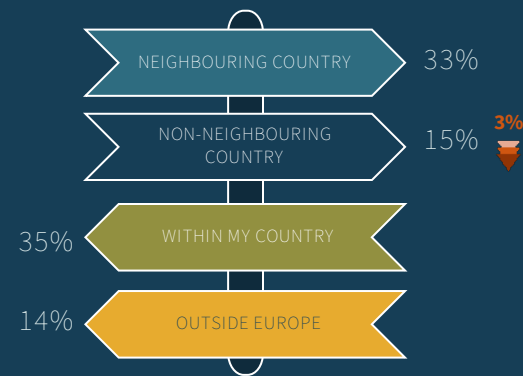 NEIGHBOURING COUNTRY
33%
NON-NEIGHBOURING
COUNTRY
15%
3%
WITHIN MY COUNTRY
35%
OUTSIDE EUROPE
14%